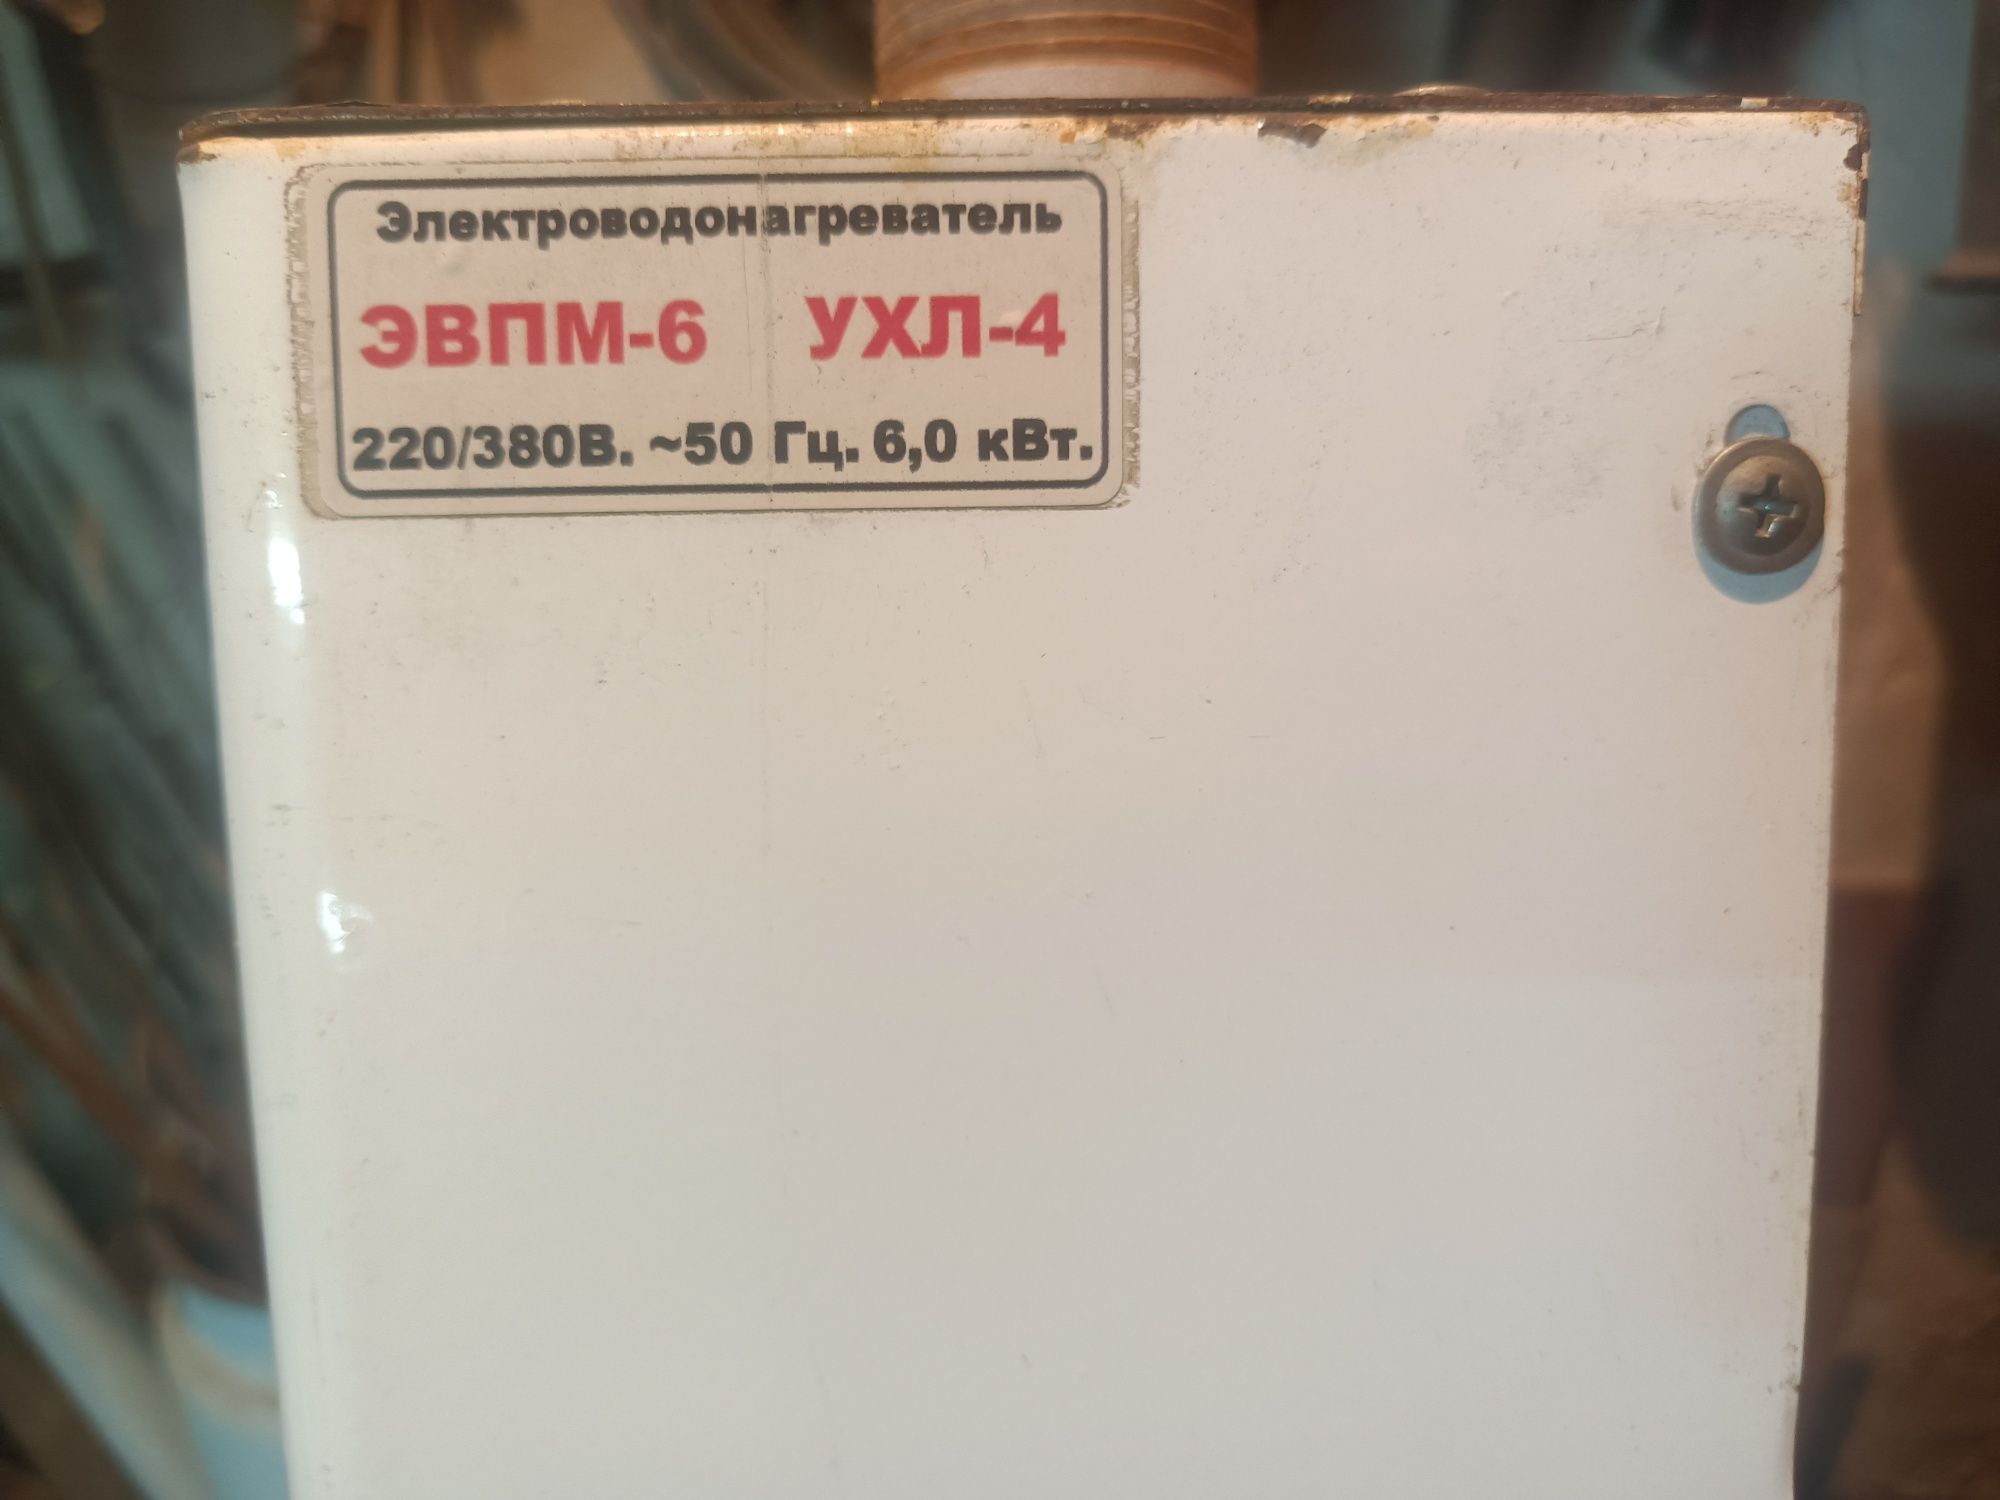 Электроводонагреватель
ЭВПМ-6 УХЛ-4
220/380В. ~50 Гц. 6,0 кВт.